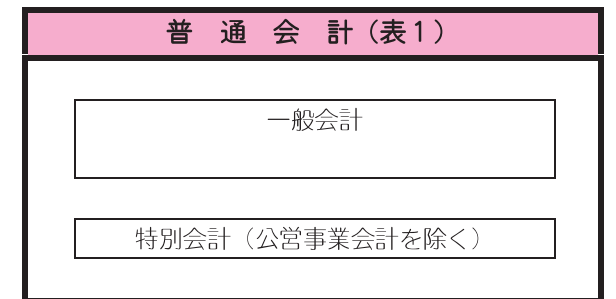 普 通 会 計（表１）
一般会計
特別会計（公営事業会計を除く）